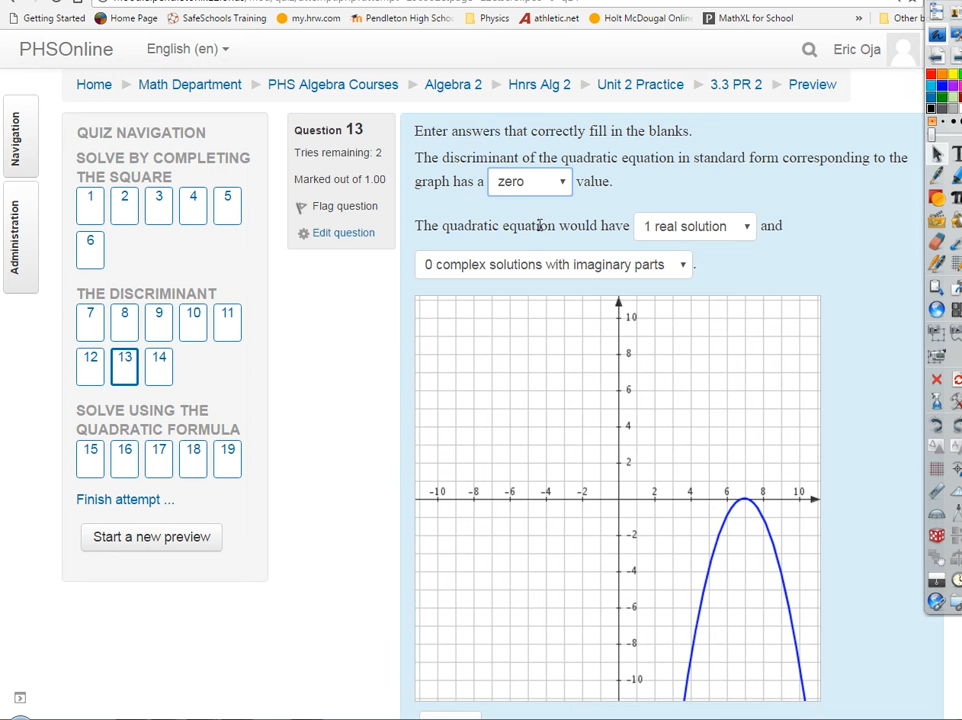 Getting Started Home Page SafeSchools Training my.hrw.com Pendleton High Scho Physics athletic.net Holt McDougal Onlin MathXL for School » Other b
PHSOnline English (en) Eric Oja
Home Math Department PHS Algebra Courses Algebra 2 Hnrs Alg 2 Unit 2 Practice 3.3 PR 2 Preview
Navigation
Administration
QUIZ NAVIGATION
SOLVE BY COMPLETING
THE SQUARE
1 2 3 4 5
6
THE DISCRIMINANT
7 8 9 10 11
12 13 14
SOLVE USING THE
QUADRATIC FORMULA
15 16 17 18 19
Finish attempt ...
Start a new preview
Question 13
Tries remaining: 2
Marked out of 1.00
Flag question
Edit question
Enter answers that correctly fill in the blanks.
The discriminant of the quadratic equation in standard form corresponding to the
graph has a zero value.
The quadratic equation would have 1 real solution and
0 complex solutions with imaginary parts .
10
8
6
4
2
-10 -8 -6 -4 -2 2 4 6 8 10
-2
-4
-6
-8
-10